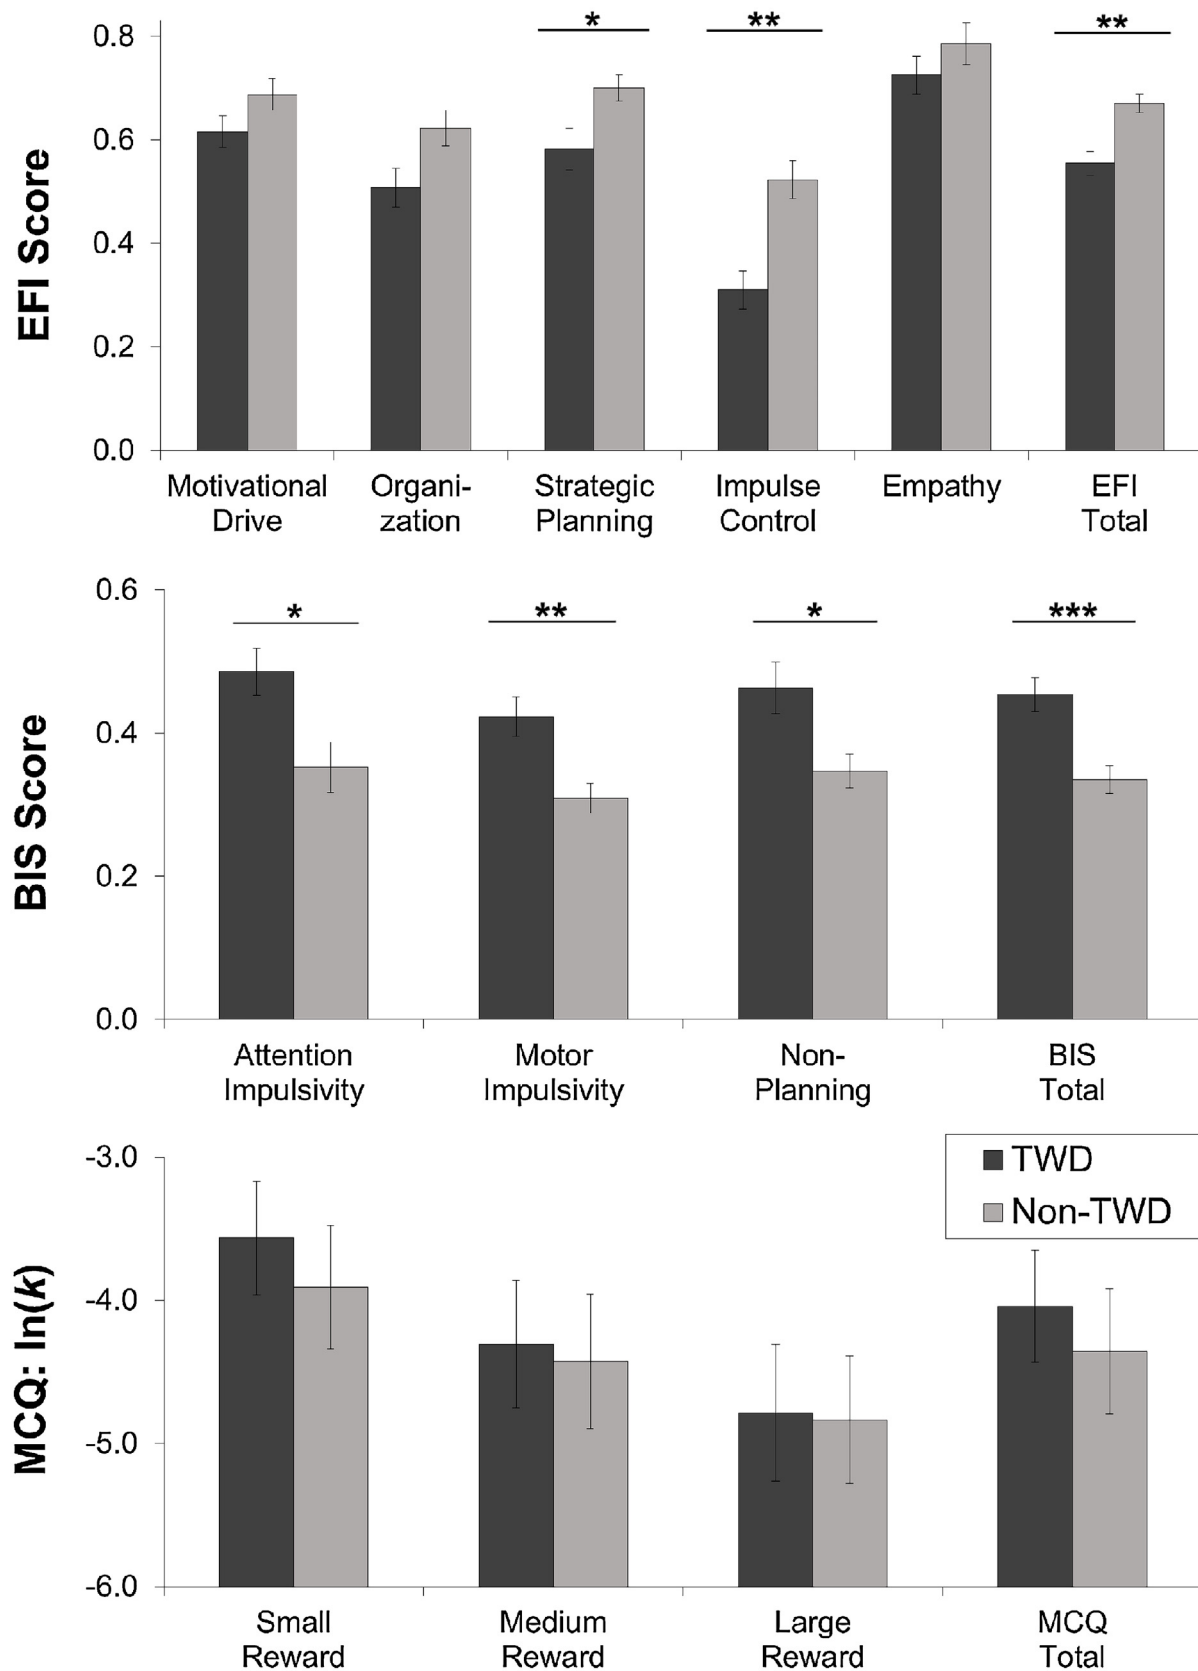 EFI Score
0.8
0.6
0.4
0.2
0.0
*
**
**
Motivational
Drive
Organi-
zation
Strategic
Planning
Impulse
Control
Empathy
EFI
Total
BIS Score
0.6
0.4
0.2
0.0
*
**
*
***
Attention
Impulsivity
Motor
Impulsivity
Non-
Planning
BIS
Total
MCQ: ln(k)
-3.0
-4.0
-5.0
-6.0
TWD
Non-TWD
Small
Reward
Medium
Reward
Large
Reward
MCQ
Total